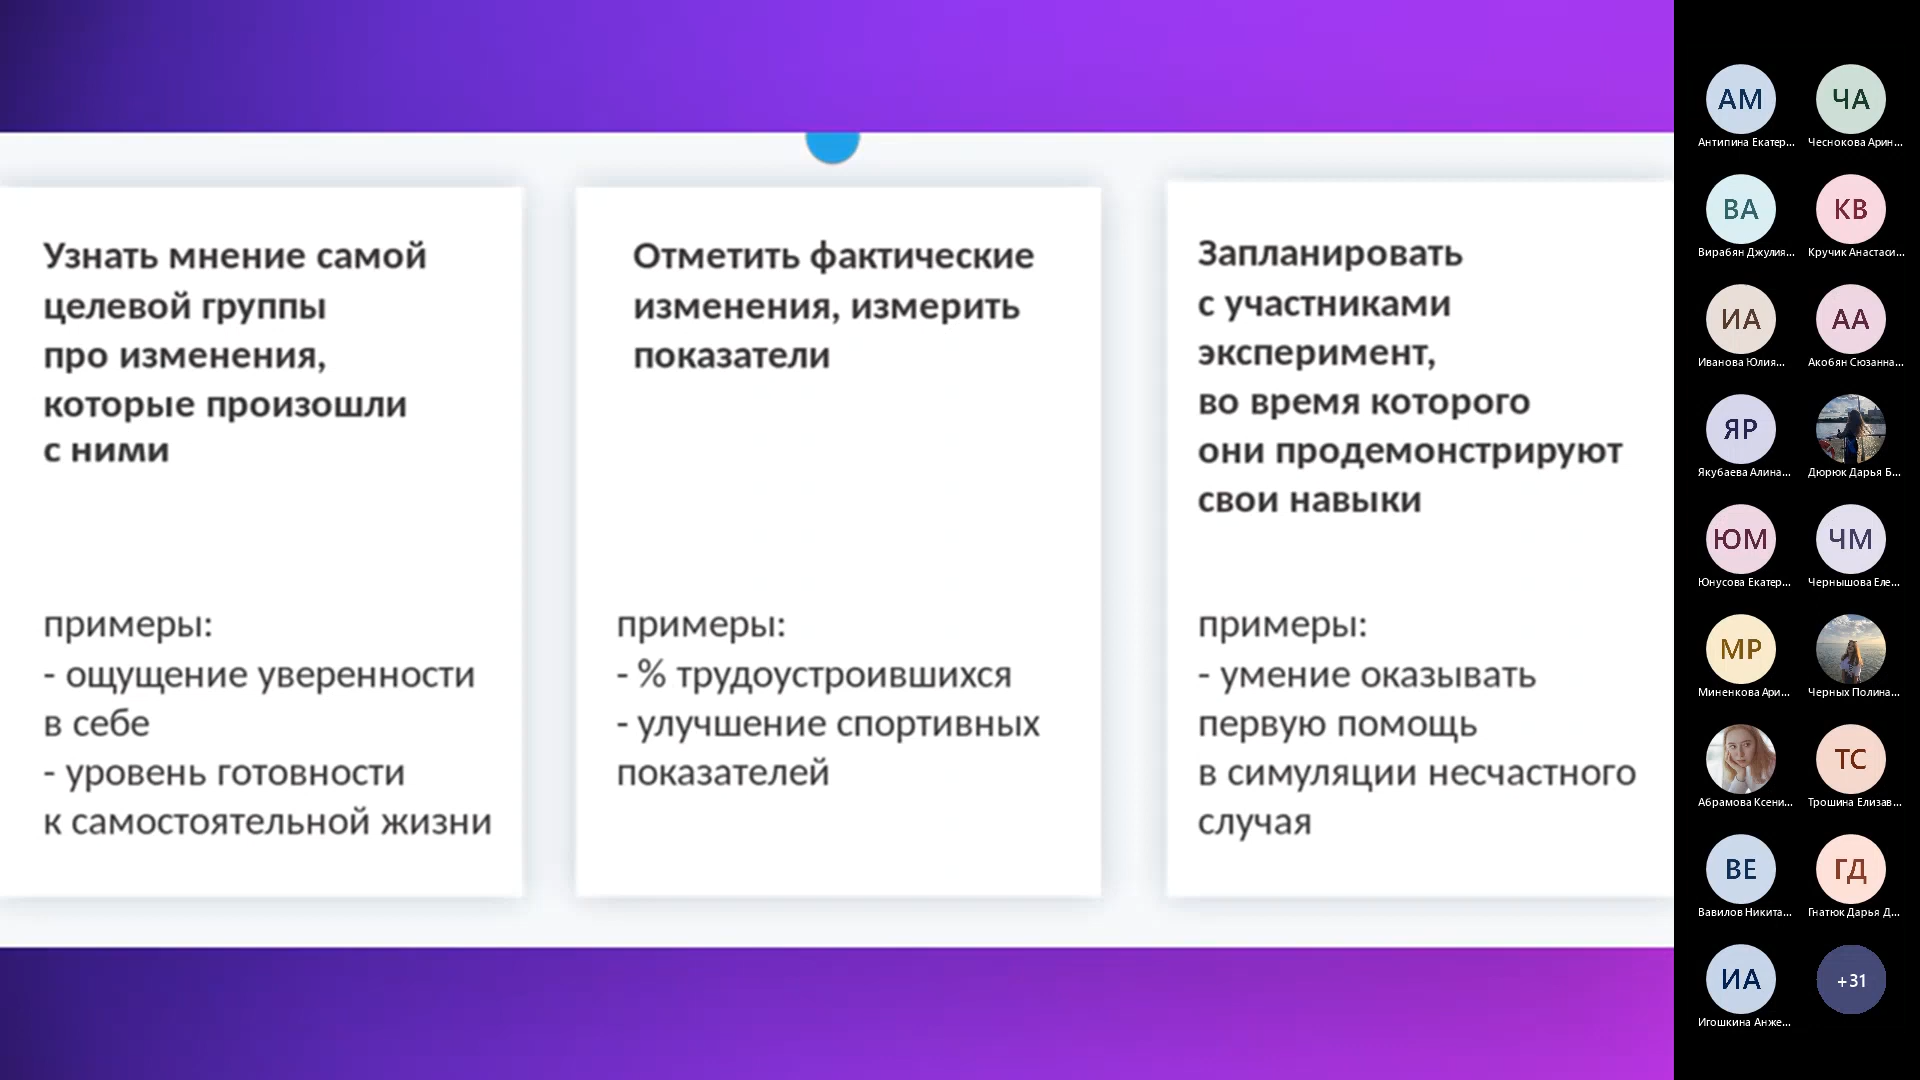 Узнать мнение самой
целевой группы
про изменения,
которые произошли
с ними
примеры:
- ощущение уверенности
в себе
- уровень готовности
к самостоятельной жизни
Отметить фактические
изменения, измерить
показатели
примеры:
- % трудоустроившихся
- улучшение спортивных
показателей
Запланировать
с участниками
эксперимент,
во время которого
они продемонстрируют
свои навыки
примеры:
- умение оказывать
первую помощь
в симуляции несчастного
случая
АМ
Антипина Екатер...
ЧА
Чеснокова Арин...
ВА
Вирабян Джулия...
КВ
Кручик Анастаси...
ИА
Иванова Юлия...
АА
Акобян Сюзанна...
ЯР
Якубаева Алина...
Дюрюк Дарья Б...
ЮМ
Юнусова Екатер...
ЧМ
Чернышова Еле...
МР
Миненкова Ари...
Черных Полина...
Абрамова Ксени...
ТС
Трошина Елизав...
ВЕ
Вавилов Никита...
ГД
Гнатюк Дарья Д...
ИА
Игошкина Анже...
+31